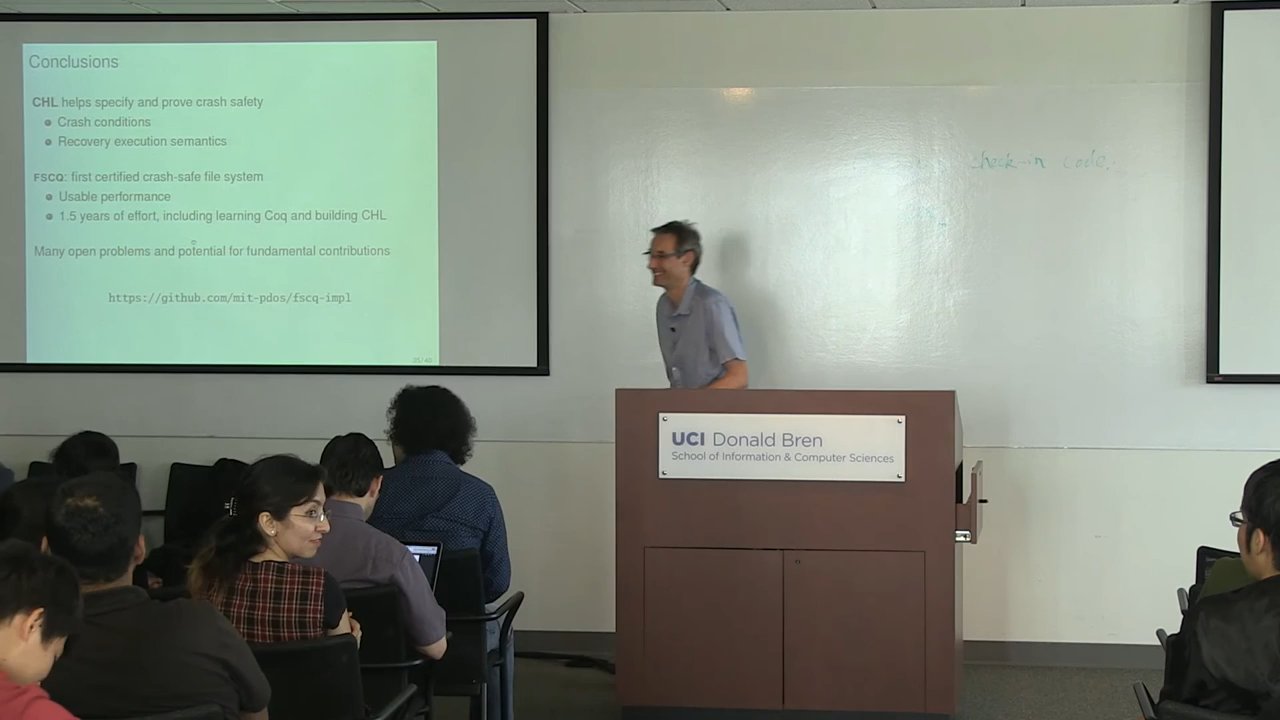 Conclusions
CHL helps specify and prove crash safety
Crash conditions
Recovery execution semantics
FSCQ: first certified crash-safe file system
Usable performance
1.5 years of effort, including learning Coq and building CHL
Many open problems and potential for fundamental contributions
https://github.com/mit-pdos/fscq-impl
check-in code.
UCI Donald Bren
School of Information & Computer Sciences